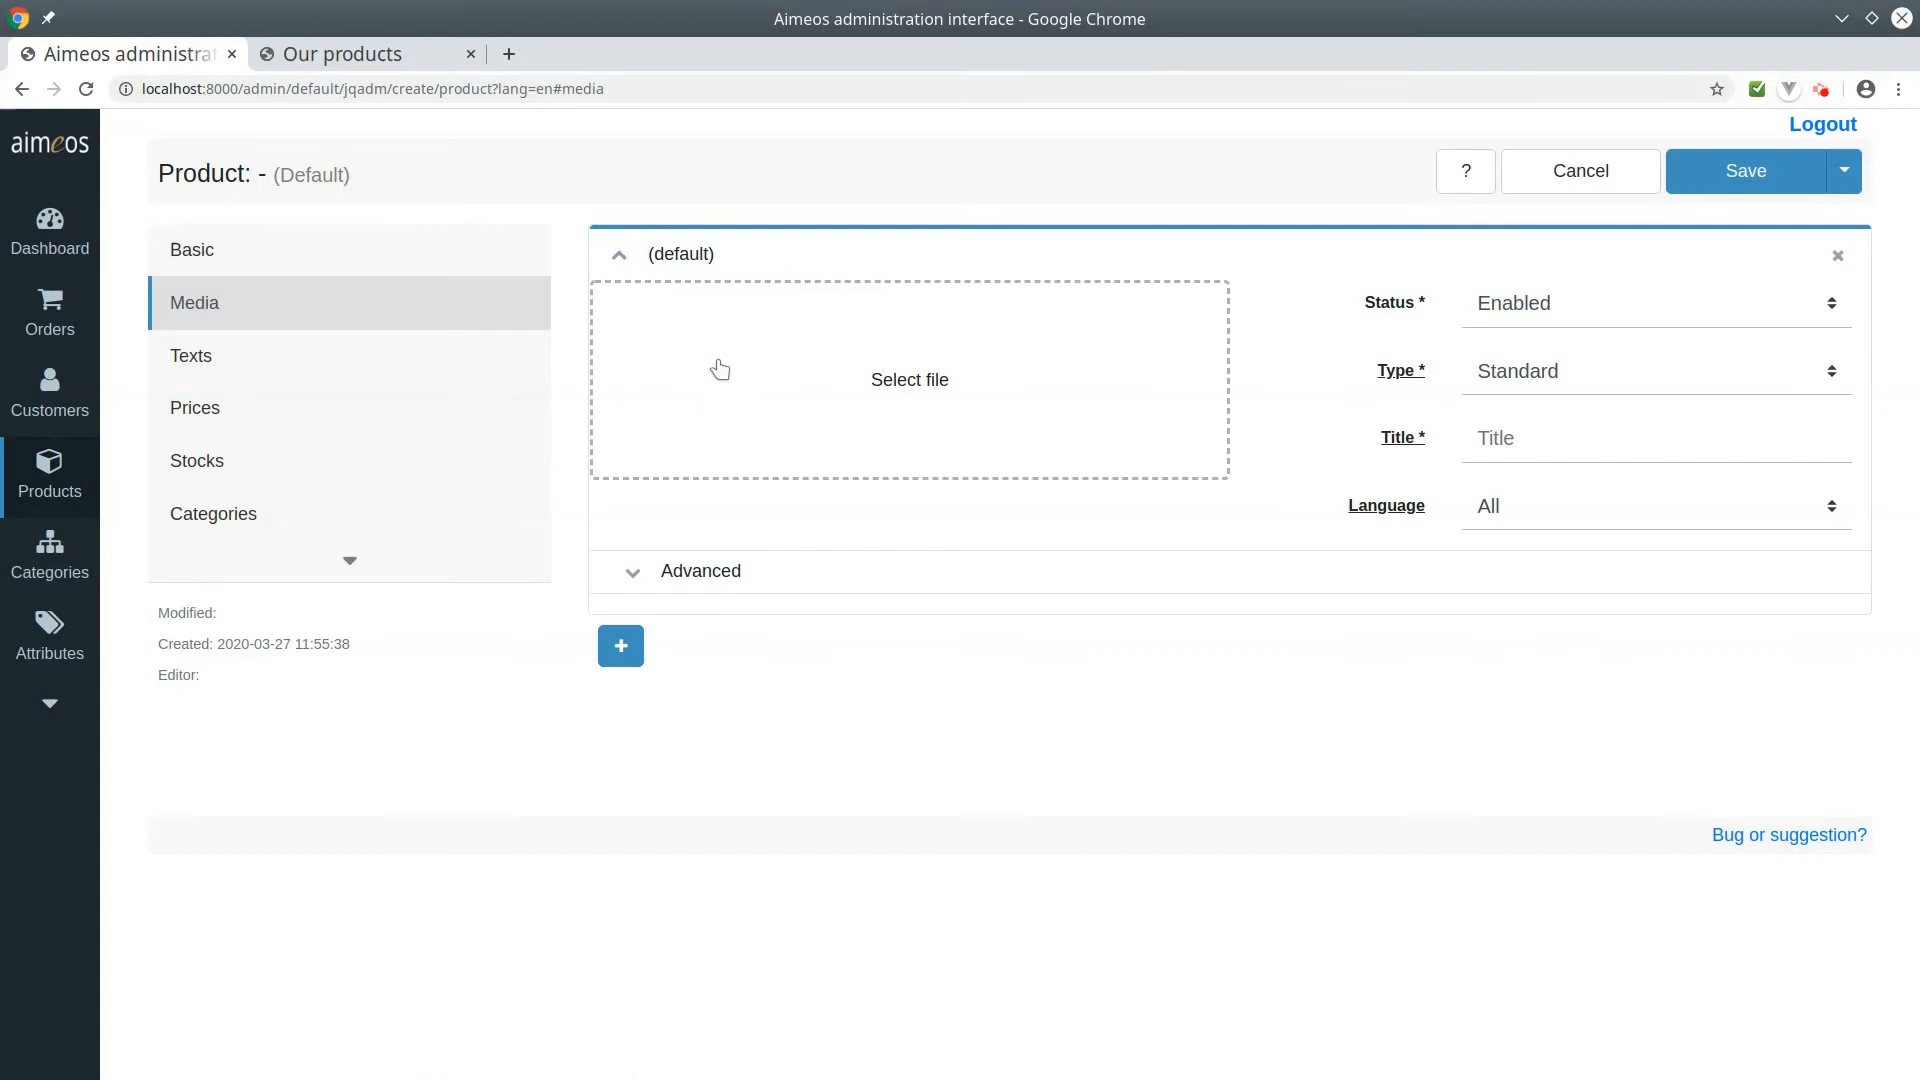 Aimeos administration interface - Google Chrome
Aimeos administrat
Our products
localhost:8000/admin/default/jqadm/create/product?lang=en#media
aimeos
Logout
Product: - (Default)
?
Cancel
Save
Dashboard
Orders
Customers
Products
Categories
Attributes
Basic
Media
Texts
Prices
Stocks
Categories
Modified:
Created: 2020-03-27 11:55:38
Editor:
(default)
Select file
Status *
Enabled
Type *
Standard
Title *
Title
Language
All
Advanced
Bug or suggestion?